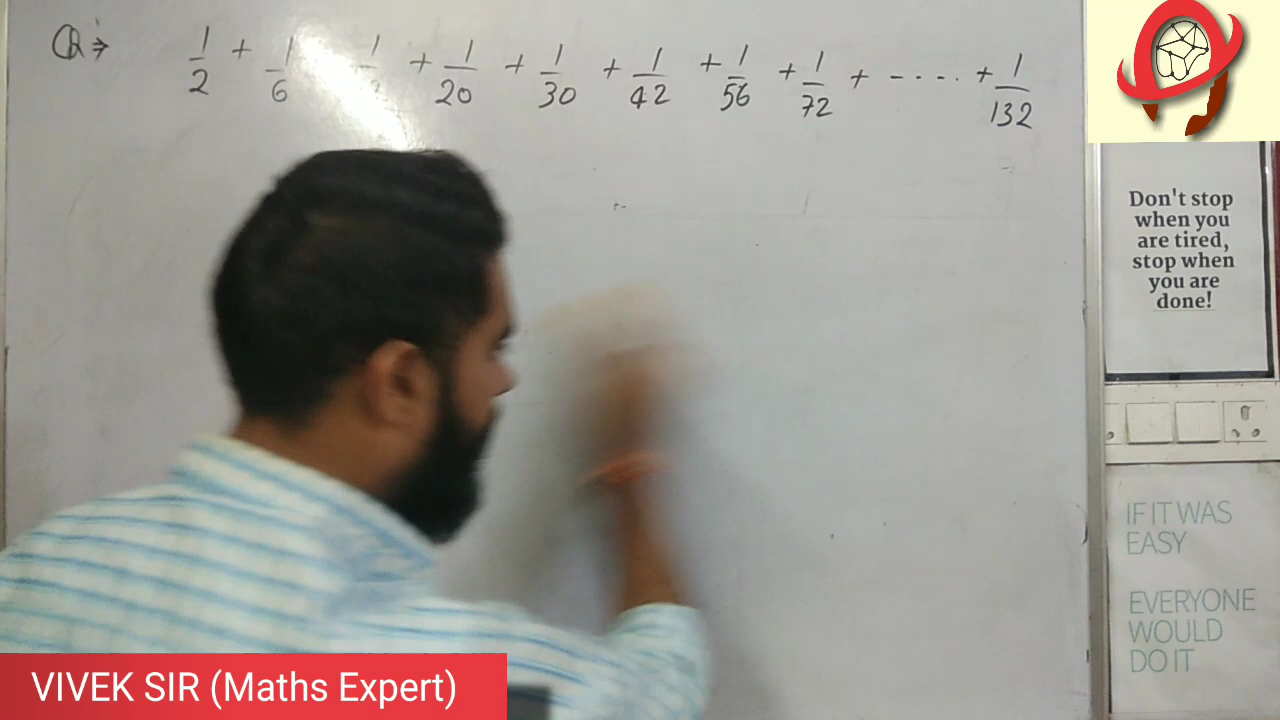 Q ⇒ 1/2 + 1/6 1/ + 1/20 + 1/30 + 1/42 + 1/56 + 1/72 + ----- + 1/132
Don't stop
when you
are tired,
stop when
you are
done!
IF IT WAS
EASY
EVERYONE
WOULD
DO IT
VIVEK SIR (Maths Expert)